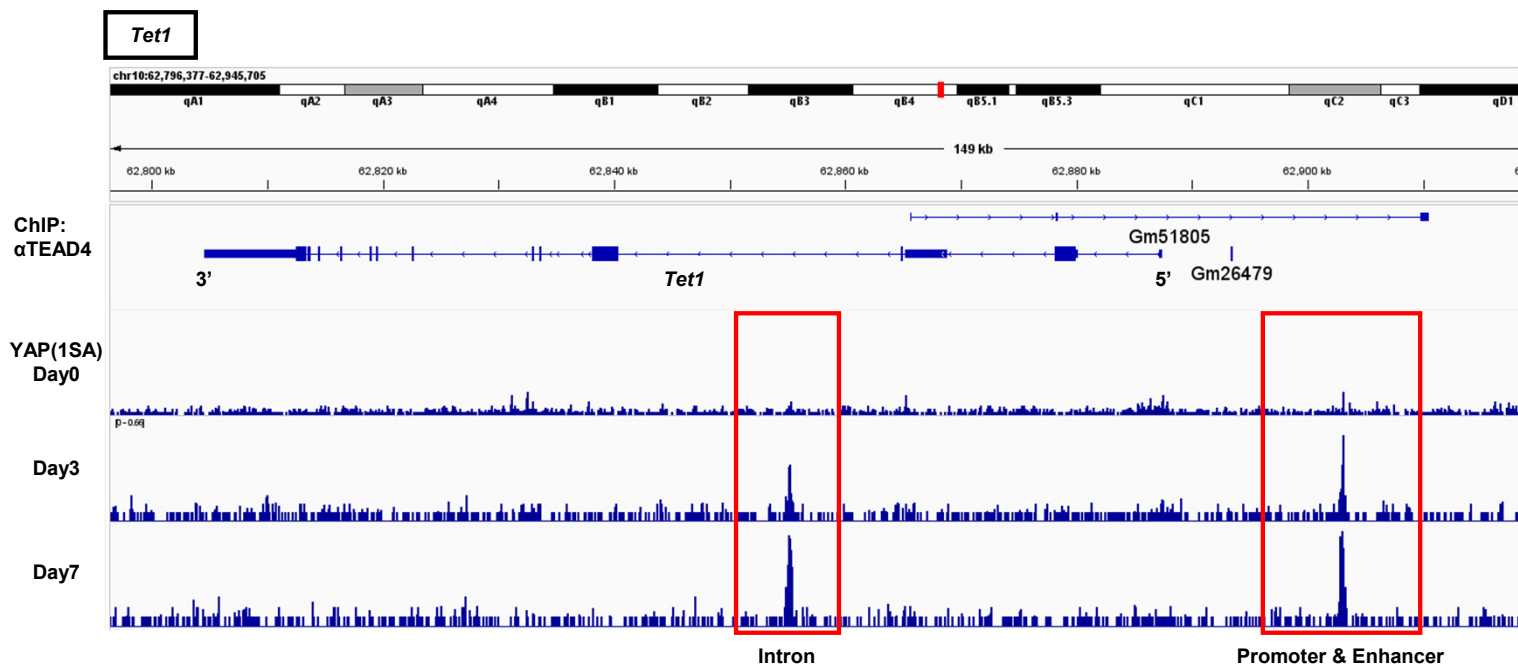 Tet1
chr10:62,796,377-62,945,705
qA1 qA2 qA3 qA4 qB1 qB2 qB3 qB4 qB5.1 qB5.3 qC1 qC2 qC3 qD1
149 kb
62,800 kb 62,820 kb 62,840 kb 62,860 kb 62,880 kb 62,900 kb
ChIP:
αTEAD4
Gm51805
3’ Tet1 5’ Gm26479
YAP(1SA)
Day0
[0-0.66]
Day3
Day7
Intron Promoter & Enhancer